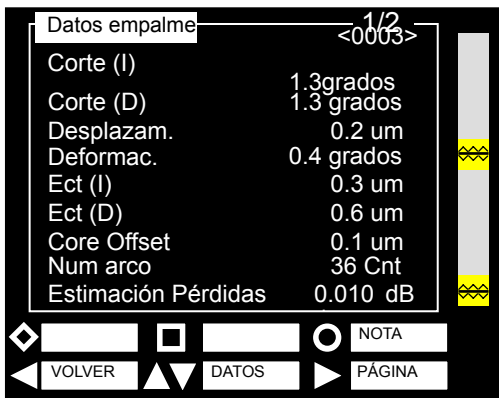 Datos empalme 1/2
<0003>
Corte (I)
1.3grados
Corte (D) 1.3 grados
Desplazam. 0.2 um
Deformac. 0.4 grados
Ect (I) 0.3 um
Ect (D) 0.6 um
Core Offset 0.1 um
Num arco 36 Cnt
Estimación Pérdidas 0.010 dB
NOTA
VOLVER DATOS PÁGINA